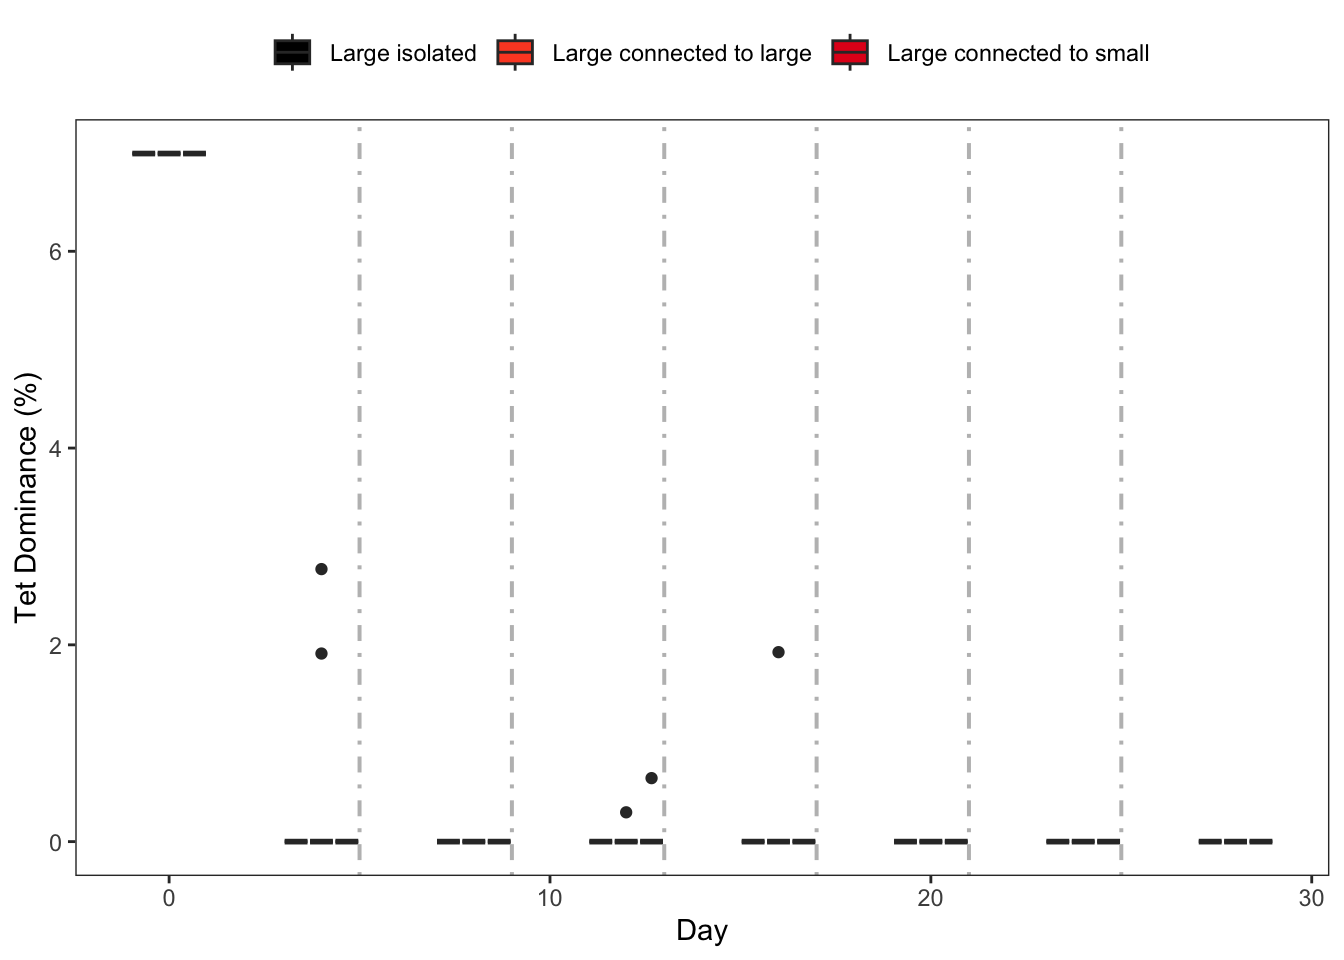 Large isolated Large connected to large Large connected to small
6
4
2
0
Tet Dominance (%)
0 10 20 30
Day